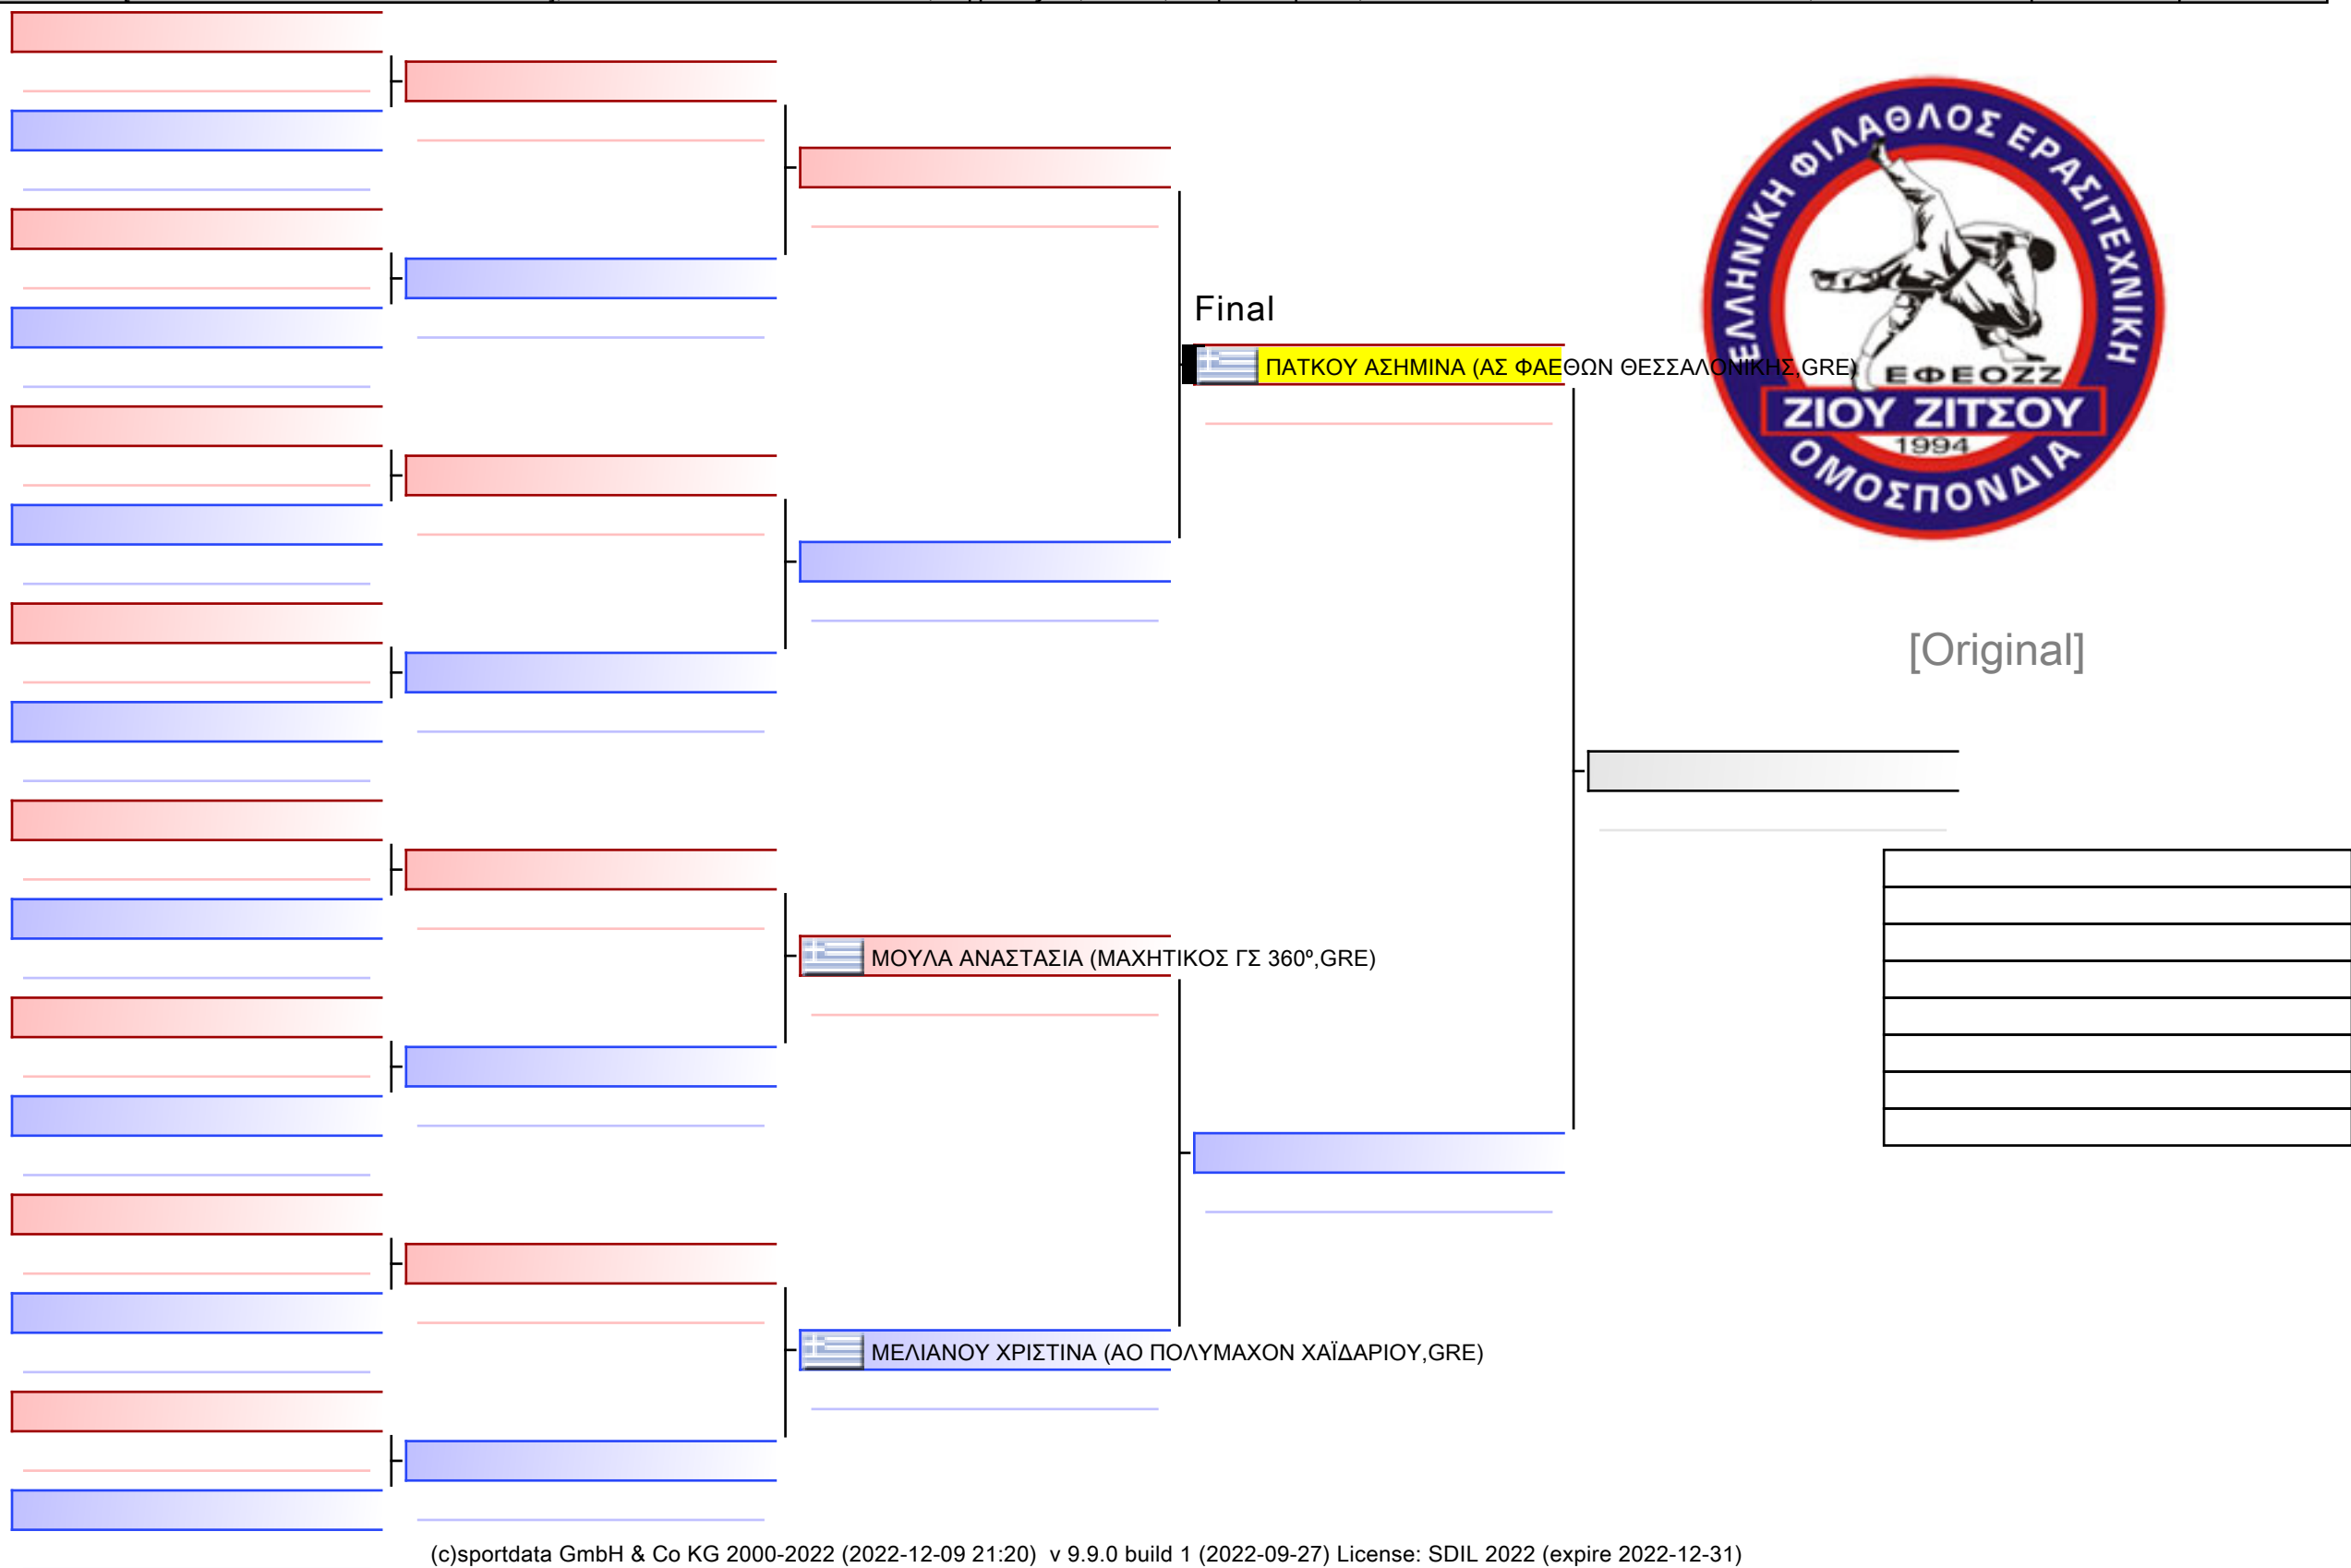 ΕΛΛΗΝΙΚΗ ΦΙΛΑΘΛΟΣ ΕΡΑΣΙΤΕΧΝΙΚΗ
Final
ΠΑΤΚΟΥ ΑΣΗΜΙΝΑ (ΑΣ ΦΑΕΘΩΝ ΘΕΣΣΑΛΟΝΙΚΗΣ,GRE)
ΕΦΕΟΖΖ
ΖΙΟΥ ΖΙΤΣΟΥ
1994
ΟΜΟΣΠΟΝΔΙΑ
[Original]
ΜΟΥΛΑ ΑΝΑΣΤΑΣΙΑ (ΜΑΧΗΤΙΚΟΣ ΓΣ 360º,GRE)
ΜΕΛΙΑΝΟΥ ΧΡΙΣΤΙΝΑ (ΑΟ ΠΟΛΥΜΑΧΟΝ ΧΑΪΔΑΡΙΟΥ,GRE)
(c)sportdata GmbH & Co KG 2000-2022 (2022-12-09 21:20) v 9.9.0 build 1 (2022-09-27) License: SDIL 2022 (expire 2022-12-31)